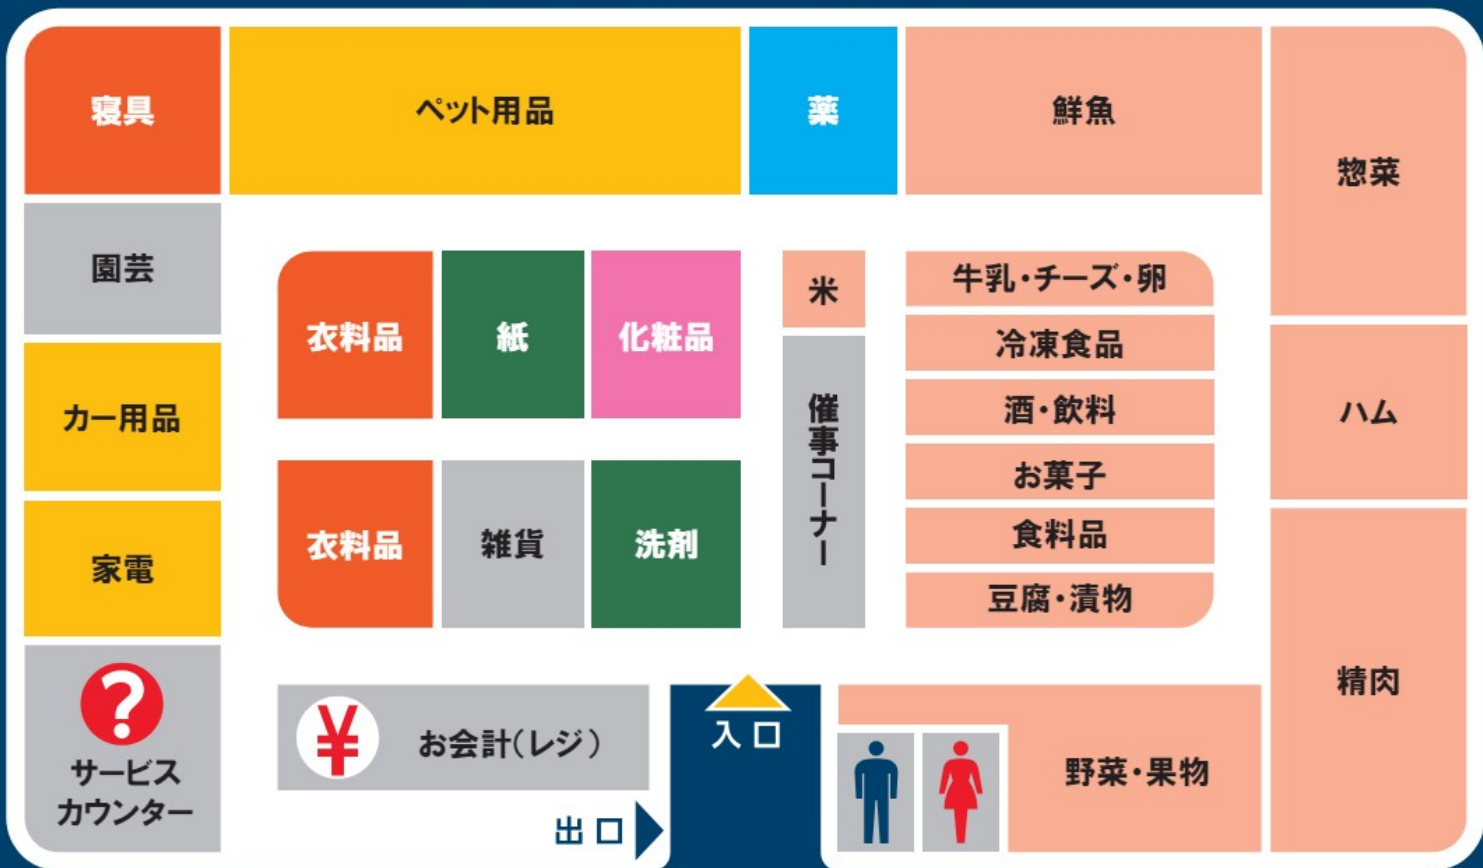 寝具
ペット用品
薬
鮮魚
惣菜
園芸
衣料品
紙
化粧品
米
牛乳・チーズ・卵
冷凍食品
酒・飲料
お菓子
食料品
豆腐・漬物
カー用品
催事コーナー
ハム
家電
衣料品
雑貨
洗剤
精肉
?
サービス
カウンター
¥
お会計(レジ)
入口
出口
野菜・果物